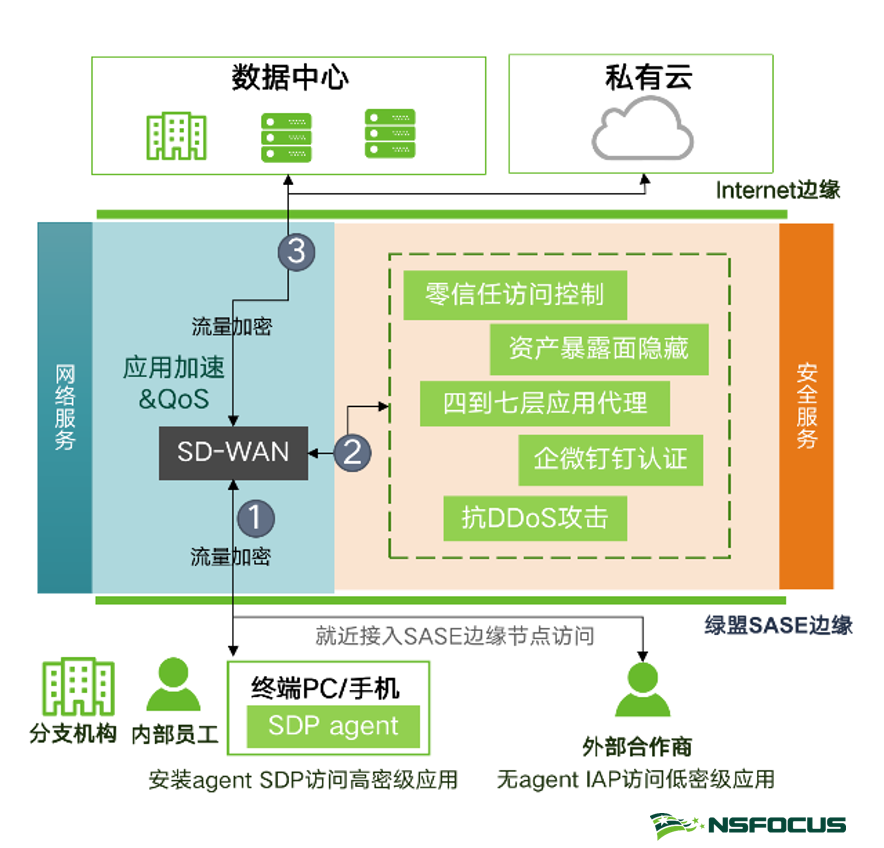 数据中心
私有云
Internet边缘
3
零信任访问控制
流量加密
资产暴露面隐藏
应用加速
&QoS
网络服务
安全服务
四到七层应用代理
SD-WAN
2
企微钉钉认证
1
抗DDoS攻击
流量加密
绿盟SASE边缘
就近接入SASE边缘节点访问
终端PC/手机
SDP agent
分支机构
内部员工
外部合作商
安装agent SDP访问高密级应用
无agent IAP访问低密级应用
NSFOCUS